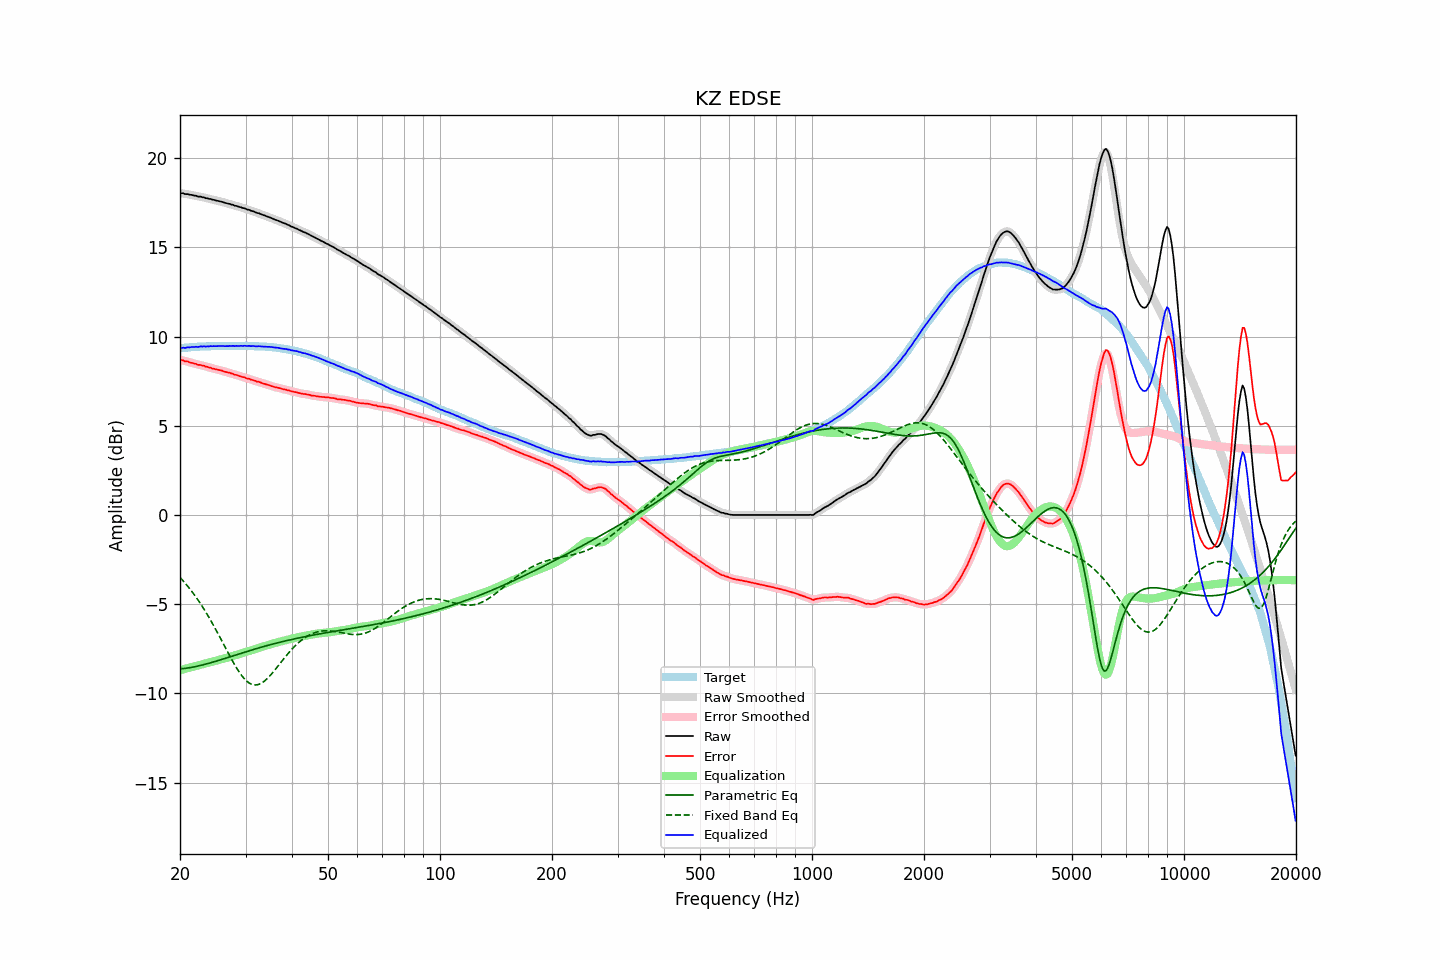 KZ EDSE
Amplitude (dBr)
20
15
10
5
0
−5
−10
−15
Target
Raw Smoothed
Error Smoothed
Raw
Error
Equalization
Parametric Eq
Fixed Band Eq
Equalized
20 50 100 200 500 1000 2000 5000 10000 20000
Frequency (Hz)